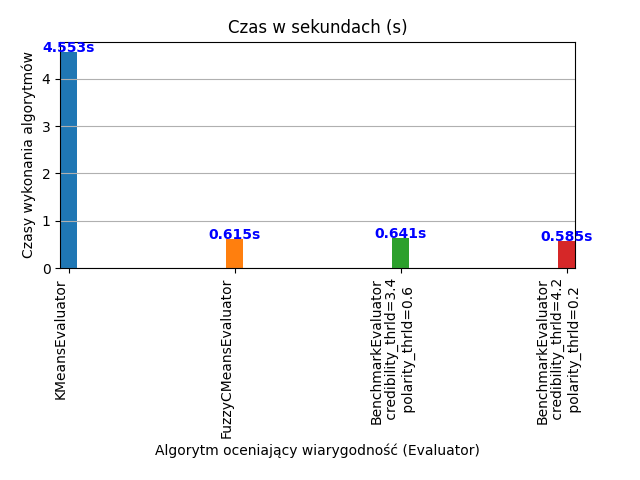 Czas w sekundach (s)
Czasy wykonania algorytmów
4
3
2
1
0
4.553s
0.615s
0.641s
0.585s
KMeansEvaluator
FuzzyCMeansEvaluator
BenchmarkEvaluator
credibility_thrld=3.4
polarity_thrld=0.6
BenchmarkEvaluator
credibility_thrld=4.2
polarity_thrld=0.2
Algorytm oceniający wiarygodność (Evaluator)